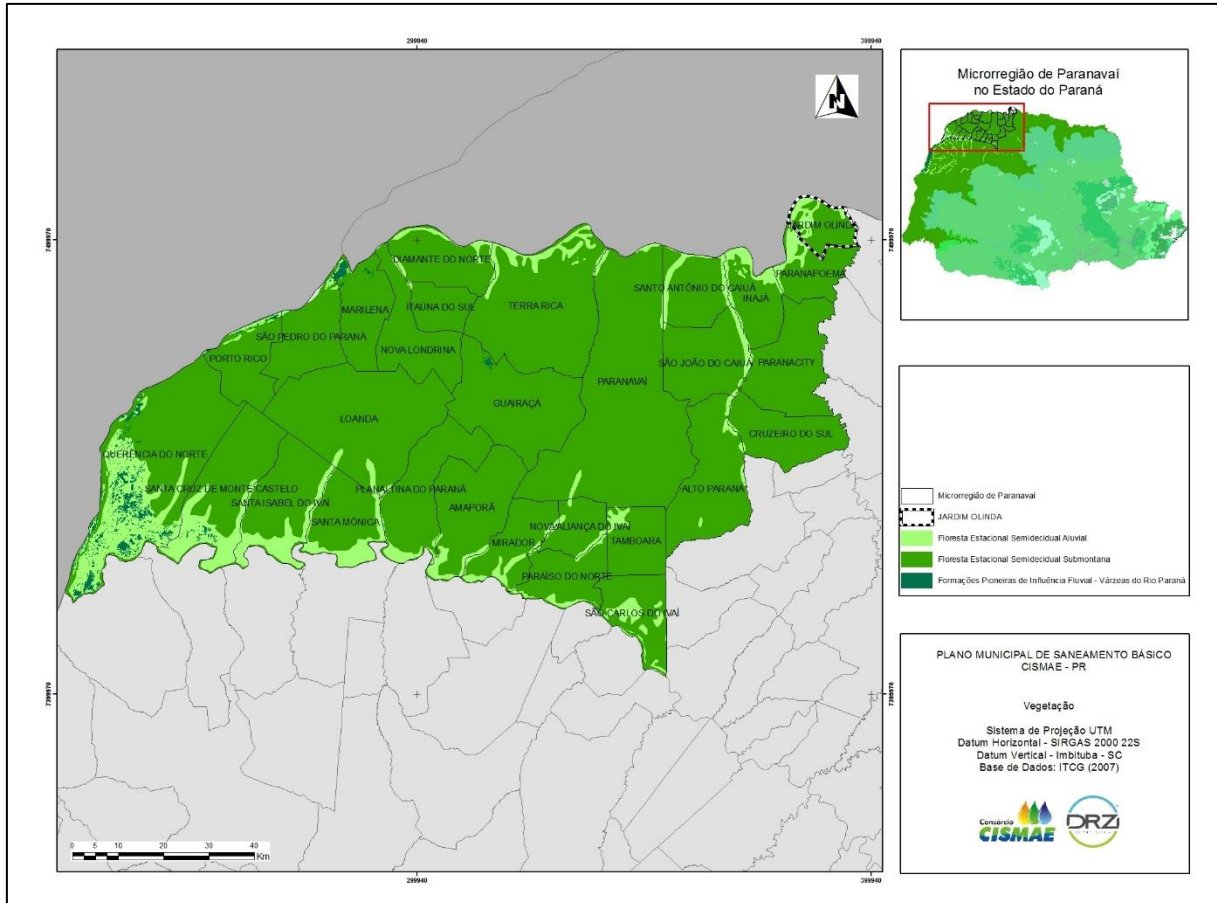 299940
399940
7499970
7499970
N
JARDIM OLINDA
DIAMANTE DO NORTE
PARANAPOEMA
SANTO ANTÔNIO DO CAIUÁ
INAJÁ
ITAÚNA DO SUL
TERRA RICA
MARILENA
SÃO PEDRO DO PARANÁ
PORTO RICO
NOVA LONDRINA
SÃO JOÃO DO CAIUÁ
PARANACITY
PARANAVAÍ
GUAIRAÇÁ
LOANDA
CRUZEIRO DO SUL
QUERÊNCIA DO NORTE
SANTA CRUZ DE MONTE CASTELO
PLANALTINA DO PARANÁ
ALTO PARANÁ
SANTA ISABEL DO IVAÍ
AMAPORÃ
SANTA MÔNICA
NOVA ALIANÇA DO IVAÍ
MIRADOR
TAMBOARA
PARAÍSO DO NORTE
SÃO CARLOS DO IVAÍ
7399970
7399970
0 5 10 20 30 40
Km
299940
399940
Microrregião de Paranavaí
no Estado do Paraná
Microrregião de Paranavaí
JARDIM OLINDA
Floresta Estacional Semidecidual Aluvial
Floresta Estacional Semidecidual Submontana
Formações Pioneiras de Influência Fluvial - Várzeas do Rio Paraná
PLANO MUNICIPAL DE SANEAMENTO BÁSICO
CISMAE - PR
Vegetação
Sistema de Projeção UTM
Datum Horizontal - SIRGAS 2000 22S
Datum Vertical - Imbituba - SC
Base de Dados: ITCG (2007)
Consórcio
CISMAE
DRZ